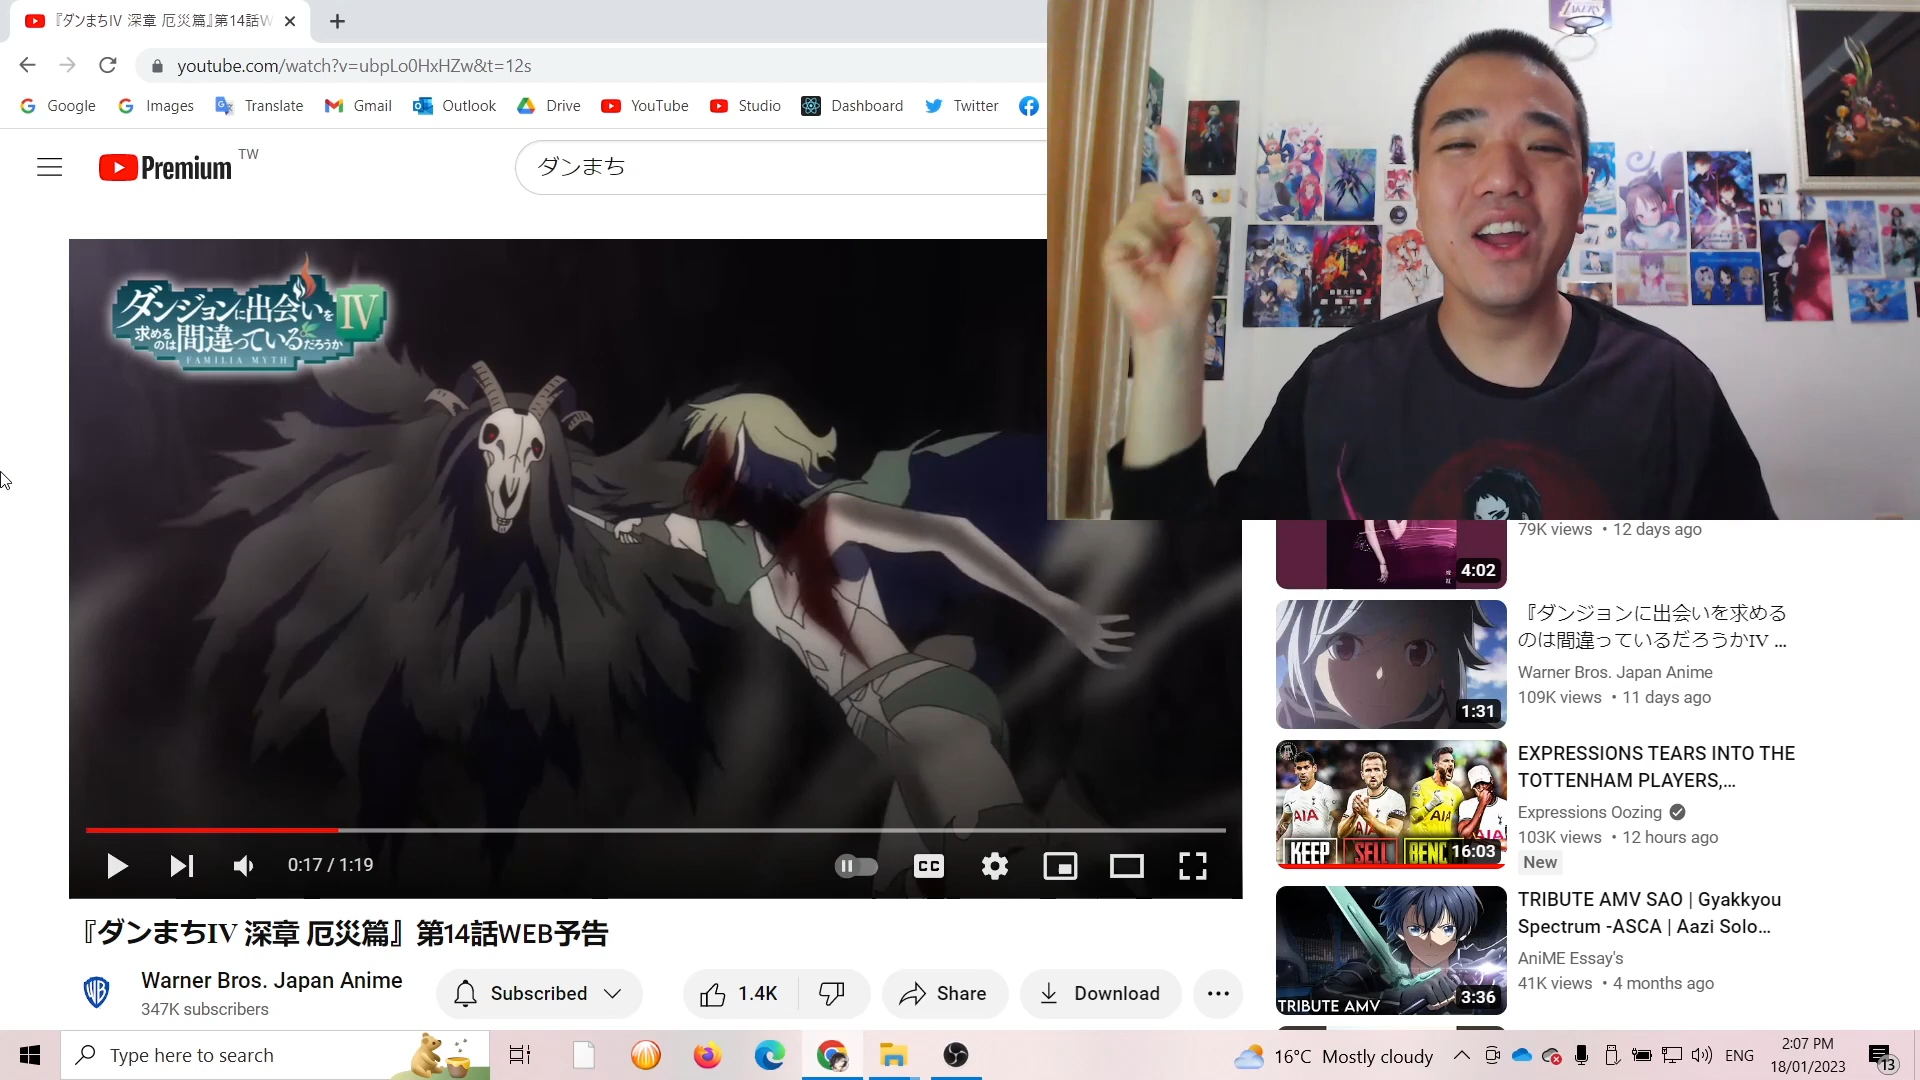 『ダンまちIV 深章 厄災篇』第14話W
youtube.com/watch?v=ubpLo0HxHZw&t=12s
Google
Images
Translate
Gmail
Outlook
Drive
YouTube
Studio
Dashboard
Twitter
Premium TW
ダンまち
LAKERS
ダンジョンに出会いを
求めるのは間違っているだろうか IV
FAMILIA MYTH
0:17 / 1:19
CC
『ダンまちIV 深章 厄災篇』第14話WEB予告
Warner Bros. Japan Anime
347K subscribers
Subscribed
1.4K
Share
Download
79K views • 12 days ago
4:02
『ダンジョンに出会いを求める
のは間違っているだろうかIV ...
Warner Bros. Japan Anime
109K views • 11 days ago
1:31
EXPRESSIONS TEARS INTO THE
TOTTENHAM PLAYERS,...
Expressions Oozing
103K views • 12 hours ago
New
AIA
AIA
AIA
AIA
KEEP
SELL
BENC
16:03
TRIBUTE AMV SAO | Gyakkyou
Spectrum -ASCA | Aazi Solo...
AniME Essay's
41K views • 4 months ago
TRIBUTE AMV
3:36
Type here to search
16°C Mostly cloudy
ENG
2:07 PM
18/01/2023
13